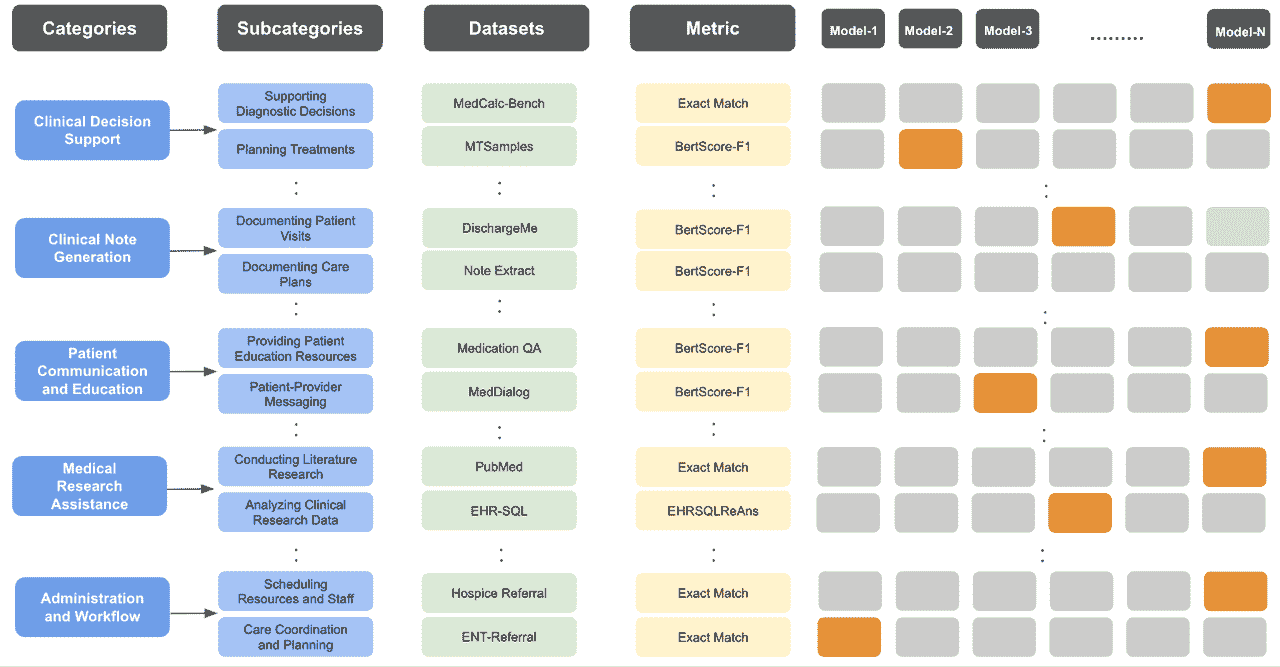 Categories
Subcategories
Datasets
Metric
Model-1
Model-2
Model-3
.........
Model-N
Clinical Decision
Support
Supporting
Diagnostic Decisions
MedCalc-Bench
Exact Match
Planning Treatments
MTSamples
BertScore-F1
Clinical Note
Generation
Documenting Patient
Visits
DischargeMe
BertScore-F1
Documenting Care
Plans
Note Extract
BertScore-F1
Patient
Communication
and Education
Providing Patient
Education Resources
Medication QA
BertScore-F1
Patient-Provider
Messaging
MedDialog
BertScore-F1
Medical
Research
Assistance
Conducting Literature
Research
PubMed
Exact Match
Analyzing Clinical
Research Data
EHR-SQL
EHRSQLReAns
Administration
and Workflow
Scheduling
Resources and Staff
Hospice Referral
Exact Match
Care Coordination
and Planning
ENT-Referral
Exact Match